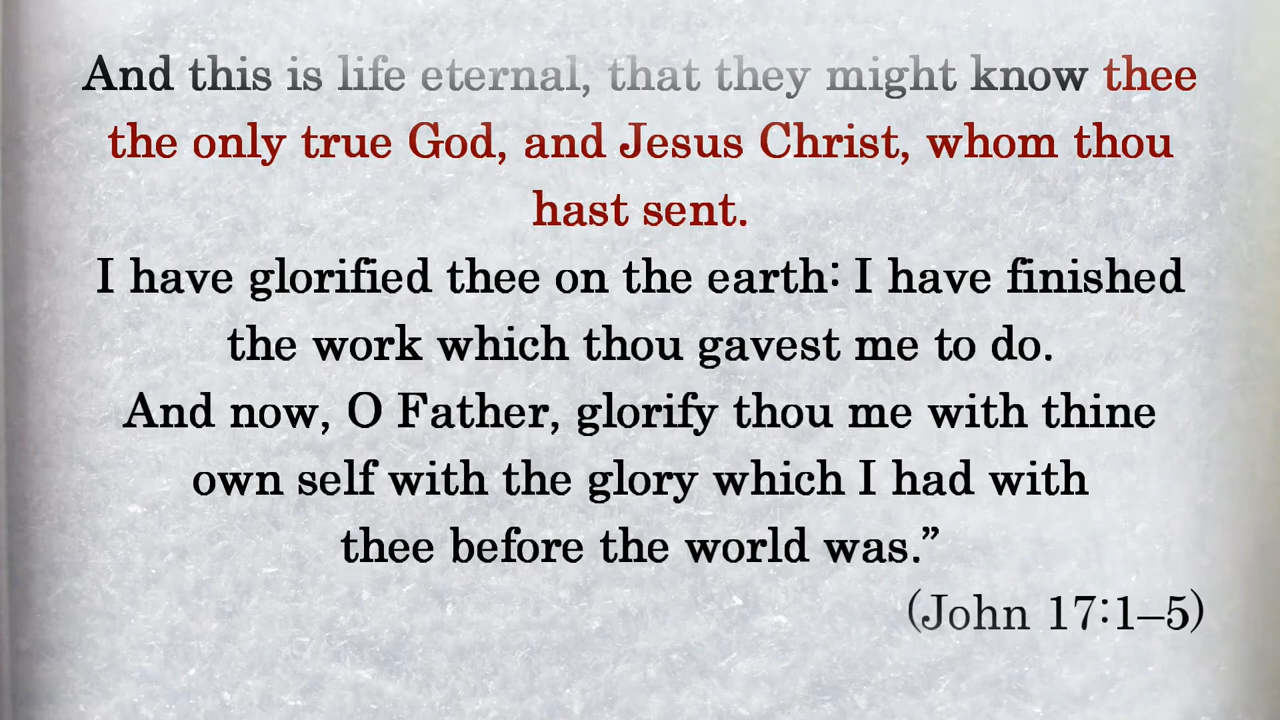 And this is life eternal, that they might know thee
the only true God, and Jesus Christ, whom thou
hast sent.
I have glorified thee on the earth: I have finished
the work which thou gavest me to do.
And now, O Father, glorify thou me with thine
own self with the glory which I had with
thee before the world was.”
(John 17:1–5)